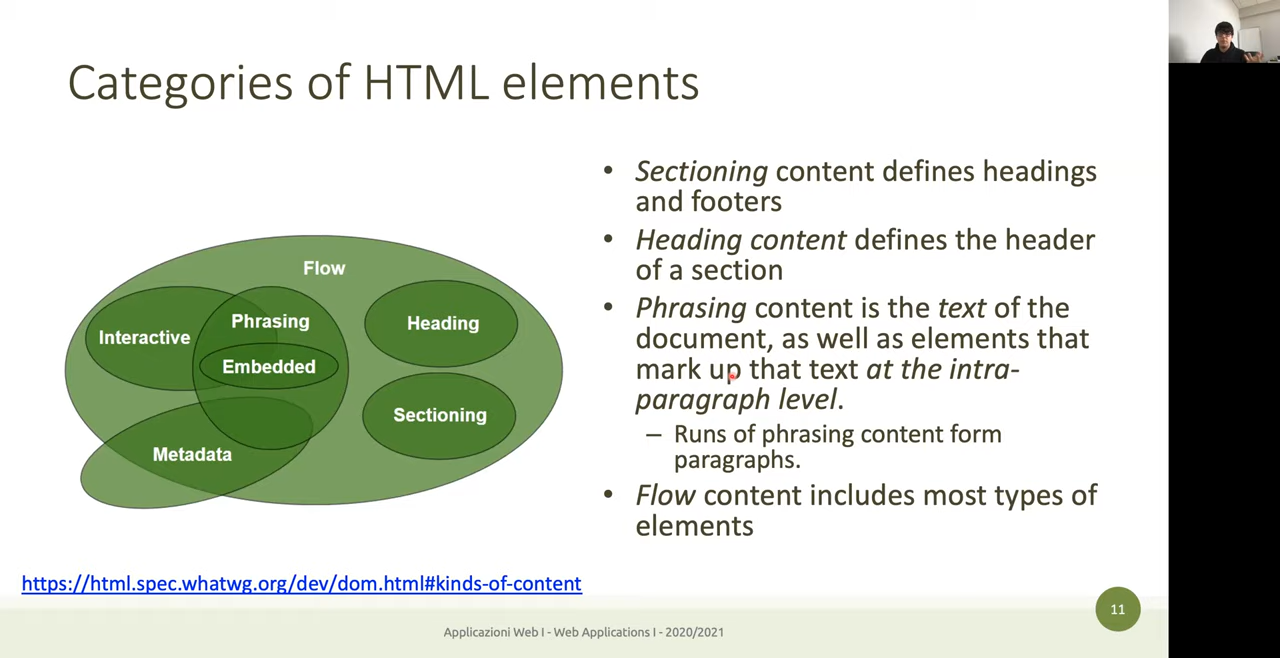 Categories of HTML elements
Flow
Interactive
Phrasing
Embedded
Heading
Sectioning
Metadata
• Sectioning content defines headings
and footers
• Heading content defines the header
of a section
• Phrasing content is the text of the
document, as well as elements that
mark up that text at the intra-
paragraph level.
– Runs of phrasing content form
paragraphs.
• Flow content includes most types of
elements
https://html.spec.whatwg.org/dev/dom.html#kinds-of-content
11
Applicazioni Web I - Web Applications I - 2020/2021